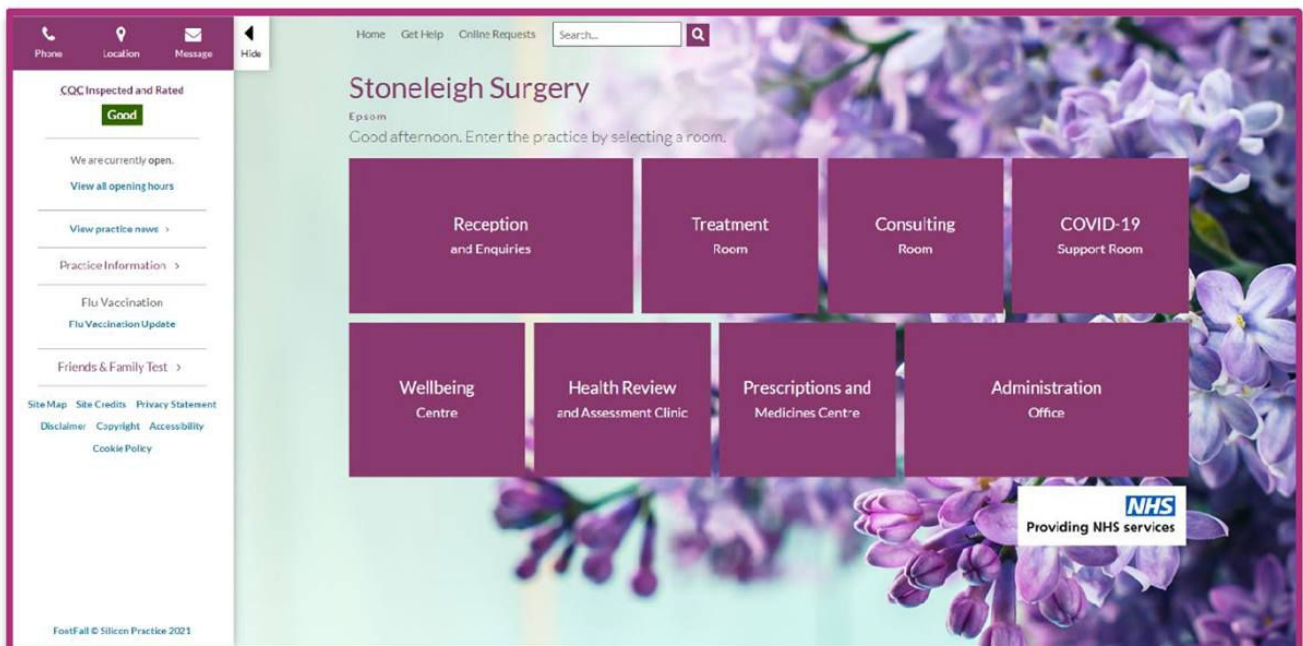 Phone Location Message
Hide
CQC Inspected and Rated
Good
We are currently open.
View all opening hours
View practice news >
Practice Information >
Flu Vaccination
Flu Vaccination Update
Friends & Family Test >
Site Map Site Credits Privacy Statement
Disclaimer Copyright Accessibility
Cookie Policy
FootFall © Silicon Practice 2021
Home Get Help Online Requests Search...
Stoneleigh Surgery
Epsom
Good afternoon. Enter the practice by selecting a room.
Reception
and Enquiries
Treatment
Room
Consulting
Room
COVID-19
Support Room
Wellbeing
Centre
Health Review
and Assessment Clinic
Prescriptions and
Medicines Centre
Administration
Office
NHS
Providing NHS services